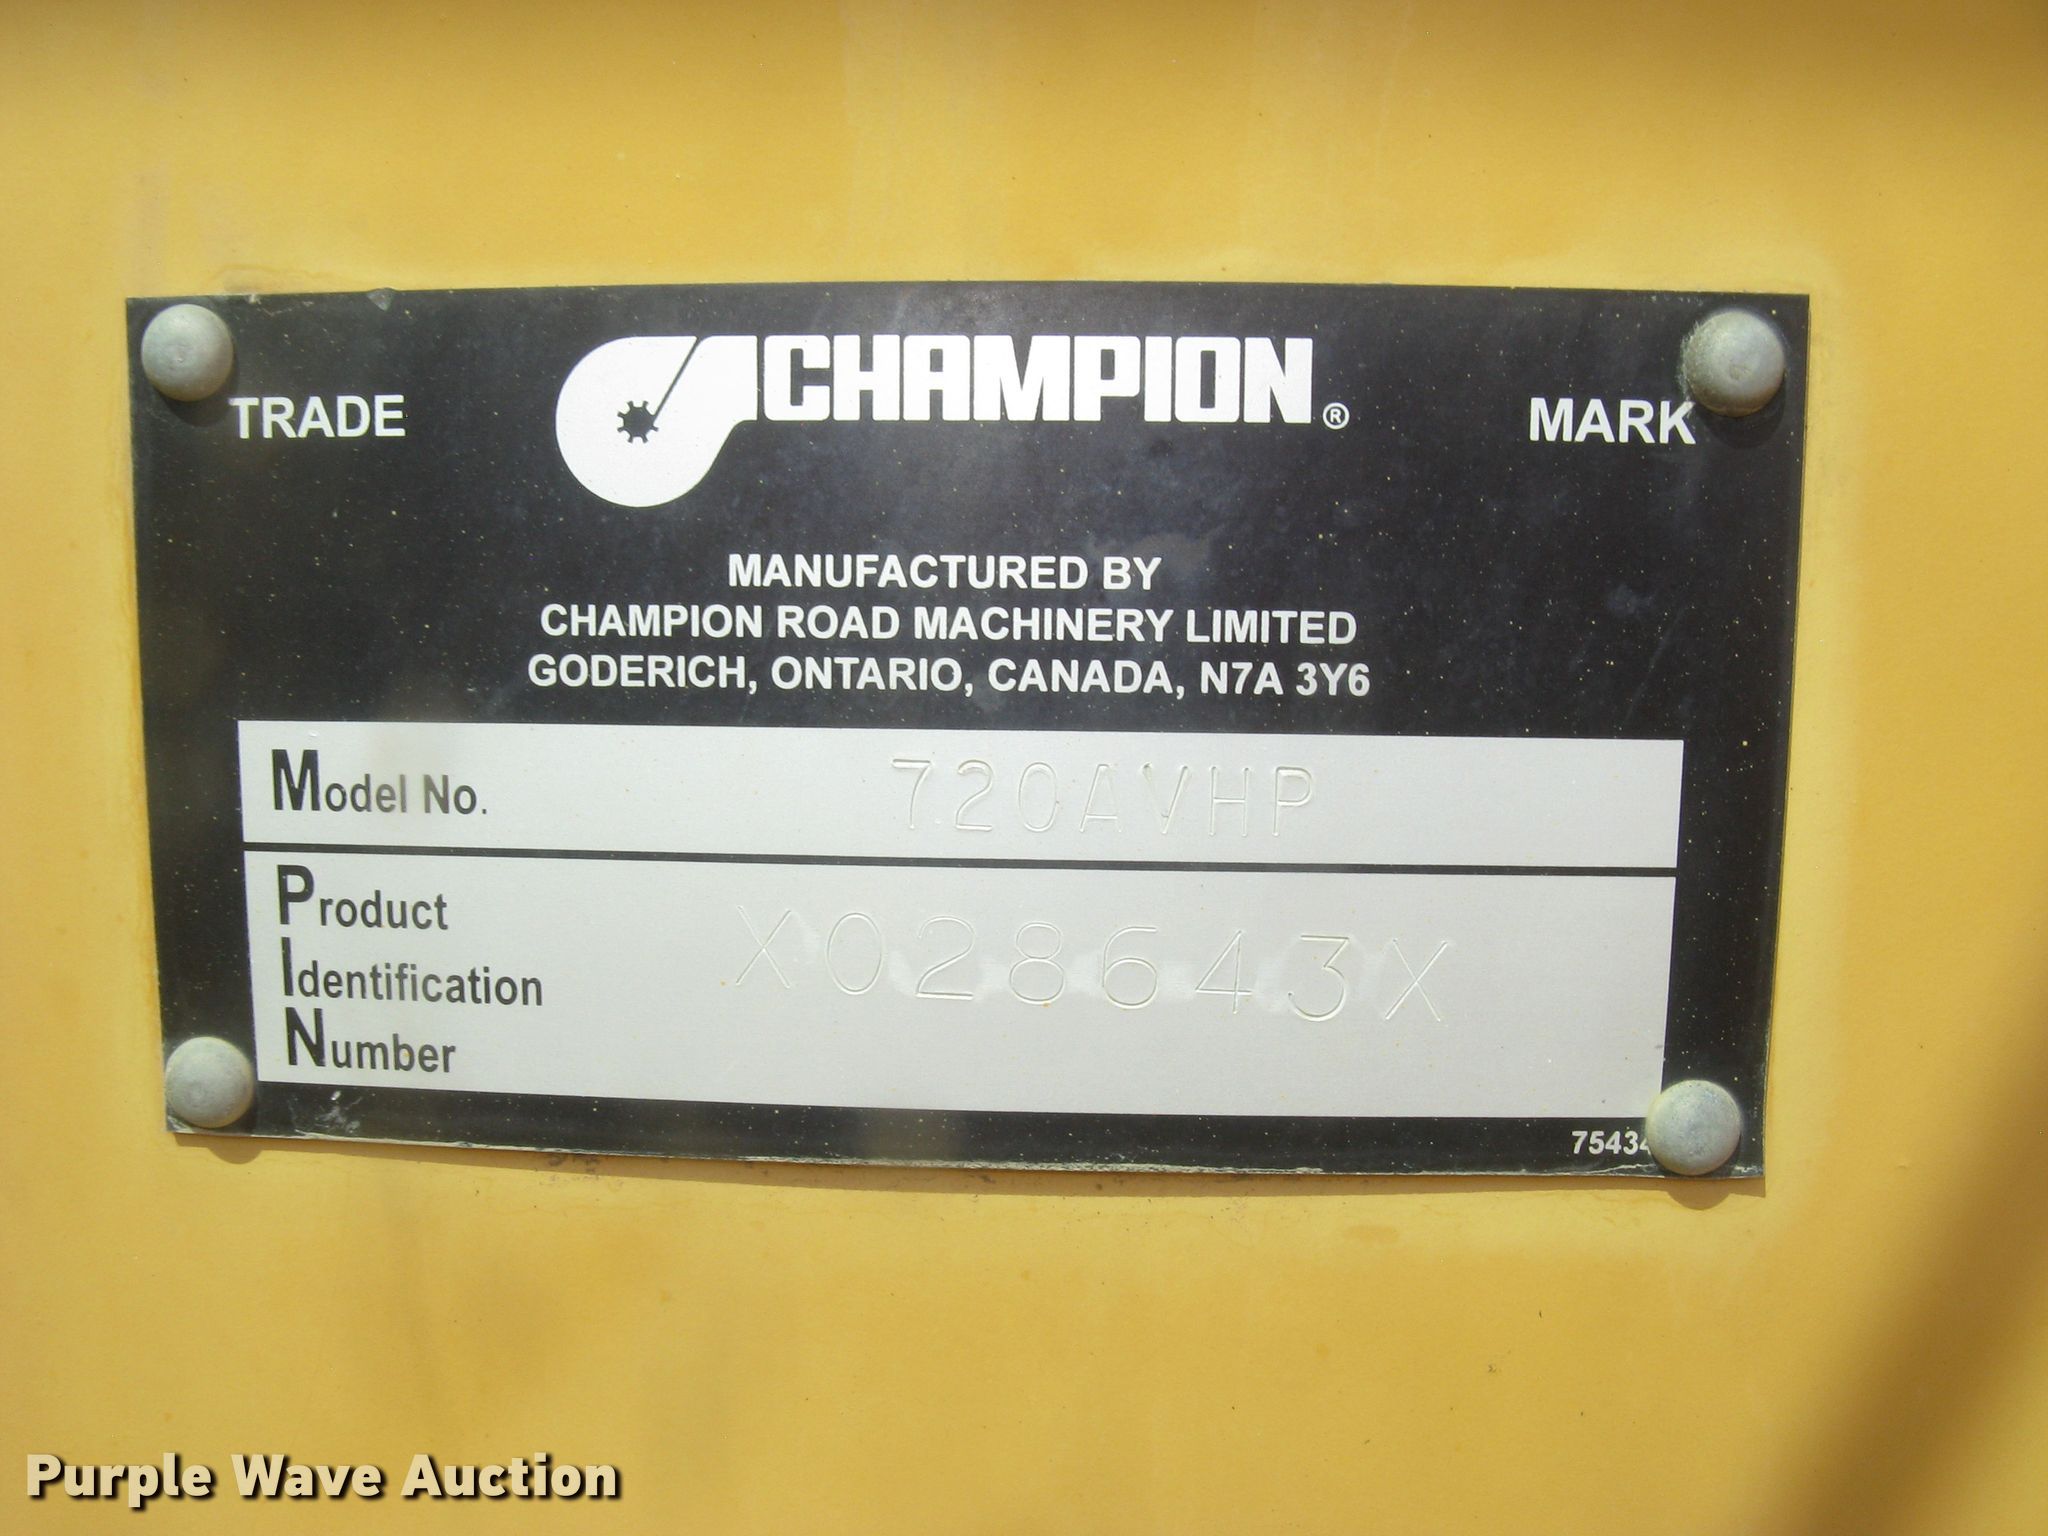 TRADE CHAMPION® MARK
MANUFACTURED BY
CHAMPION ROAD MACHINERY LIMITED
GODERICH, ONTARIO, CANADA, N7A 3Y6
Model No. 720AVHP
Product
Identification
Number
X028643X
Purple Wave Auction